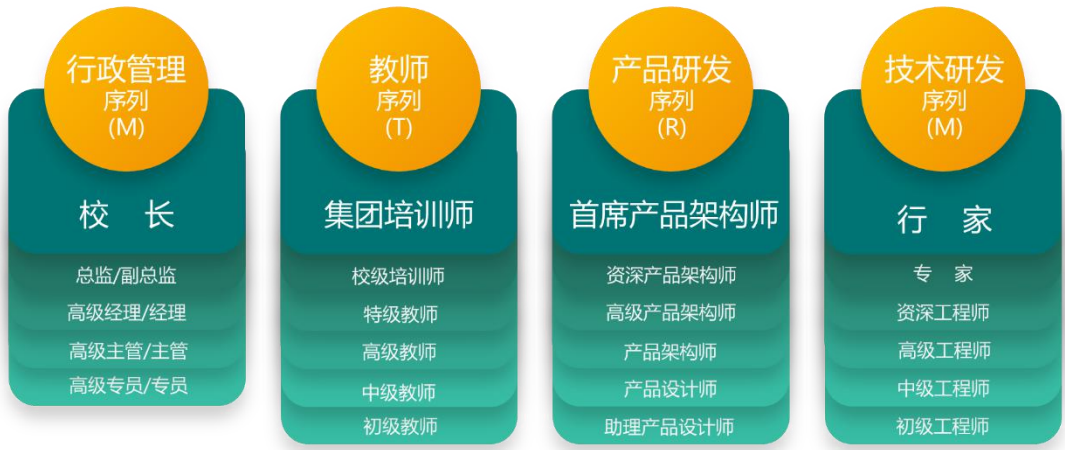 行政管理
序列
(M)
校 长
总监/副总监
高级经理/经理
高级主管/主管
高级专员/专员
教师
序列
(T)
集团培训师
校级培训师
特级教师
高级教师
中级教师
初级教师
产品研发
序列
(R)
首席产品架构师
资深产品架构师
高级产品架构师
产品架构师
产品设计师
助理产品设计师
技术研发
序列
(M)
行 家
专 家
资深工程师
高级工程师
中级工程师
初级工程师